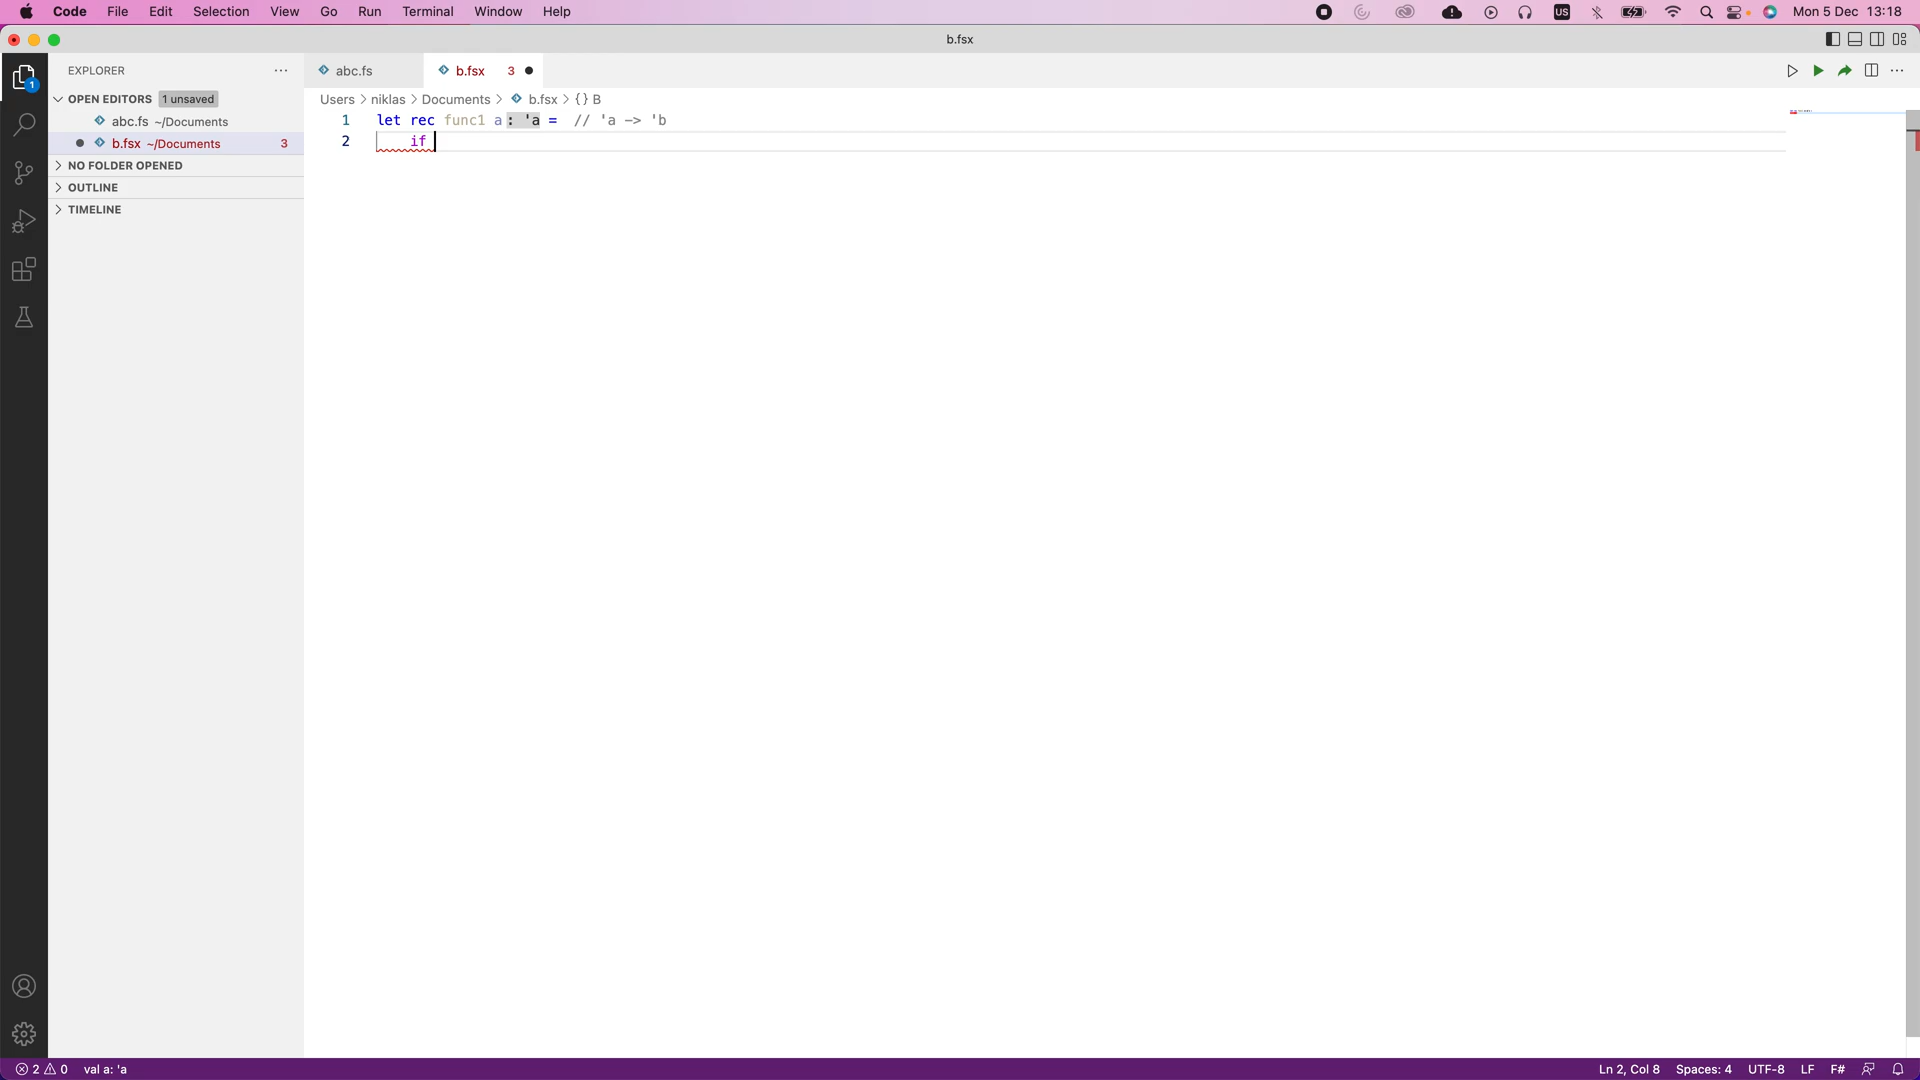 Code File Edit Selection View Go Run Terminal Window Help US Mon 5 Dec 13:18
b.fsx
EXPLORER
abc.fs
b.fsx 3
OPEN EDITORS 1 unsaved
Users > niklas > Documents > b.fsx > {} B
abc.fs ~/Documents
b.fsx ~/Documents 3
NO FOLDER OPENED
OUTLINE
TIMELINE
1
1 let rec func1 a: 'a = // 'a -> 'b
2 if
2 0 val a: 'a
Ln 2, Col 8 Spaces: 4 UTF-8 LF F#